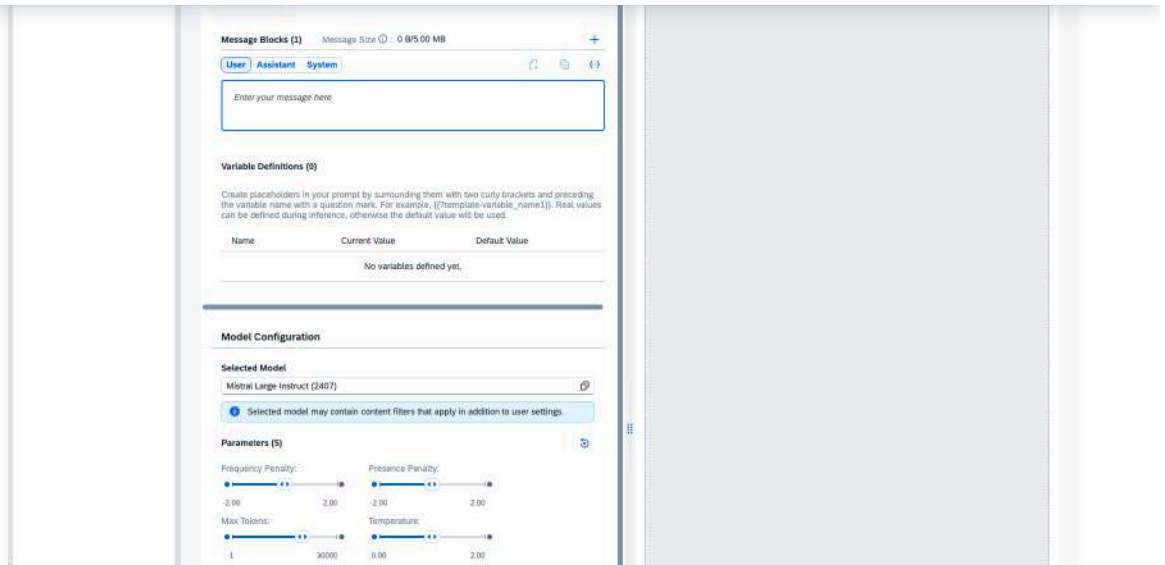 Message Blocks (1) Message Size ⓘ : 0 B/5.00 MB
User Assistant System
Enter your message here
Variable Definitions (0)
Create placeholders in your prompt by surrounding them with two curly brackets and preceding
the variable name with a question mark. For example, {{?template-variable_name1}}. Real values
can be defined during inference, otherwise the default value will be used.
Name Current Value Default Value
No variables defined yet.
Model Configuration
Selected Model
Mistral Large Instruct (2407)
Selected model may contain content filters that apply in addition to user settings.
Parameters (5)
Frequency Penalty: Presence Penalty:
-2.00 2.00 -2.00 2.00
Max Tokens: Temperature:
1 30000 0.00 2.00